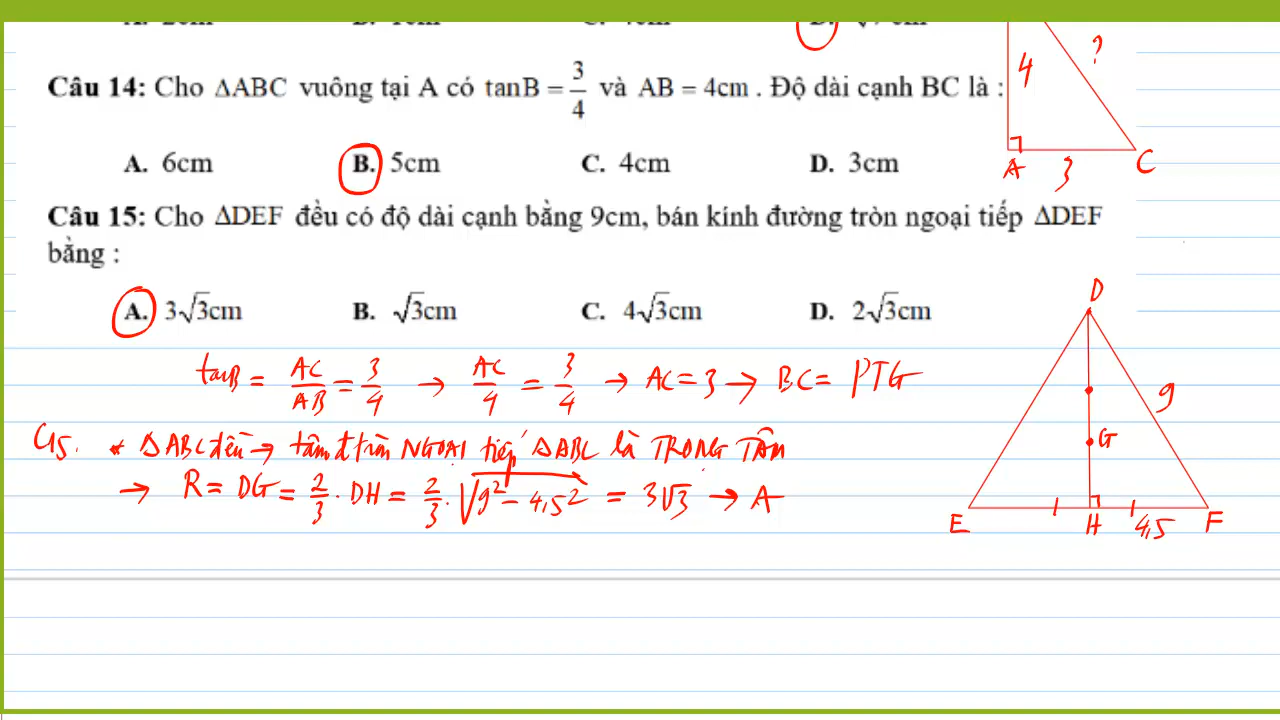 Câu 14: Cho ΔABC vuông tại A có tanB = 3/4 và AB = 4cm . Độ dài cạnh BC là :
A. 6cm B. 5cm C. 4cm D. 3cm
4 ?
A 3 C
Câu 15: Cho ΔDEF đều có độ dài cạnh bằng 9cm, bán kính đường tròn ngoại tiếp ΔDEF
bằng :
A. 3√3cm B. √3cm C. 4√3cm D. 2√3cm
tanB = AC/AB = 3/4 → AC/4 = 3/4 → AC = 3 → BC = PTG
C15. * ΔABC đều → tâm đ tròn NGOẠI tiếp ΔABC là TRỌNG TÂM
→ R = DG = 2/3 . DH = 2/3 . √(9² - 4,5²) = 3√3 → A
D
9
G
E H 4,5 F